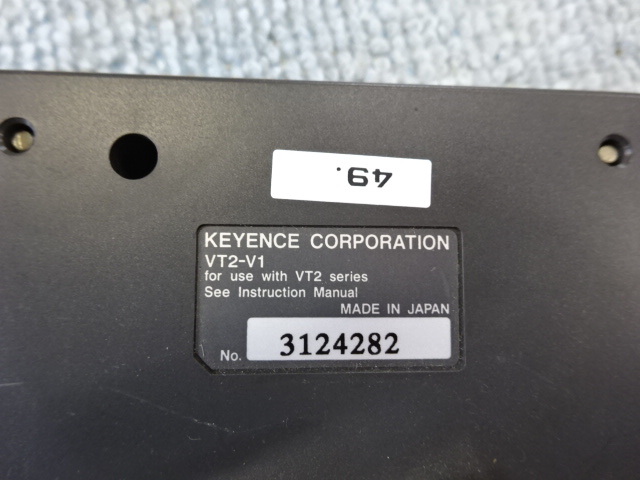 49.
KEYENCE CORPORATION
VT2-V1
for use with VT2 series
See Instruction Manual
MADE IN JAPAN
No. 3124282